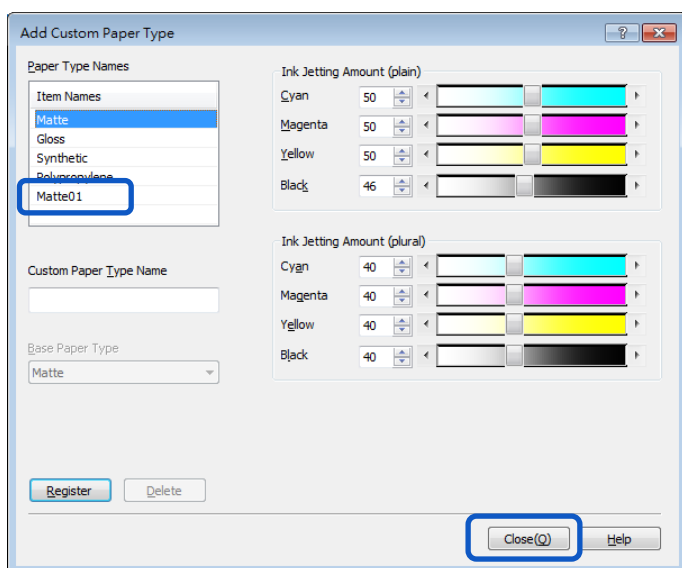 Add Custom Paper Type
Paper Type Names
Item Names
Matte
Gloss
Synthetic
Polypropylene
Matte01
Custom Paper Type Name
Base Paper Type
Matte
Register Delete
Ink Jetting Amount (plain)
Cyan 50
Magenta 50
Yellow 50
Black 46
Ink Jetting Amount (plural)
Cyan 40
Magenta 40
Yellow 40
Black 40
Close(Q) Help